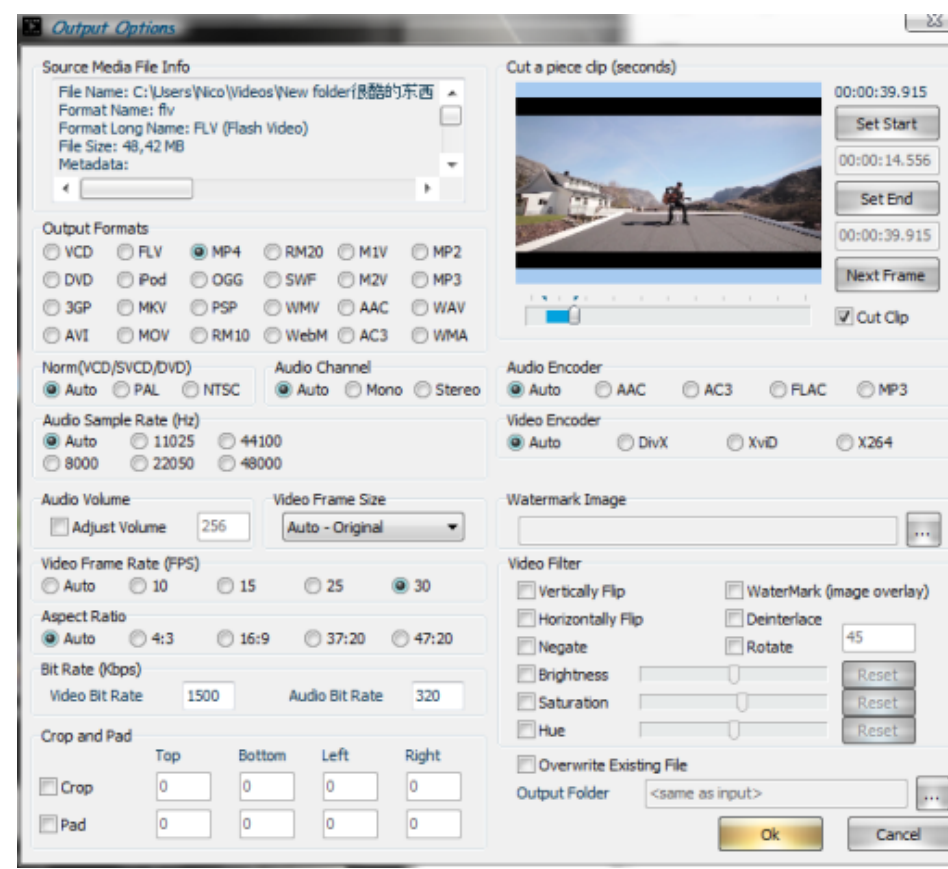 Output Options
Source Media File Info
File Name: C:\Users\Nico\Videos\New folder\很酷的东西
Format Name: flv
Format Long Name: FLV (Flash Video)
File Size: 48,42 MB
Metadata:
Output Formats
VCD FLV MP4 RM20 M1V MP2
DVD iPod OGG SWF M2V MP3
3GP MKV PSP WMV AAC WAV
AVI MOV RM10 WebM AC3 WMA
Norm(VCD/SVCD/DVD)
Auto PAL NTSC
Audio Channel
Auto Mono Stereo
Audio Sample Rate (Hz)
Auto 11025 44100
8000 22050 48000
Audio Volume
Adjust Volume 256
Video Frame Size
Auto - Original
Video Frame Rate (FPS)
Auto 10 15 25 30
Aspect Ratio
Auto 4:3 16:9 37:20 47:20
Bit Rate (Kbps)
Video Bit Rate 1500 Audio Bit Rate 320
Crop and Pad
Top Bottom Left Right
Crop 0 0 0 0
Pad 0 0 0 0
Cut a piece clip (seconds)
00:00:39.915
Set Start
00:00:14.556
Set End
00:00:39.915
Next Frame
Cut Clip
Audio Encoder
Auto AAC AC3 FLAC MP3
Video Encoder
Auto DivX XviD X264
Watermark Image
...
Video Filter
Vertically Flip WaterMark (image overlay)
Horizontally Flip Deinterlace
Negate Rotate 45
Brightness Reset
Saturation Reset
Hue Reset
Overwrite Existing File
Output Folder <same as input> ...
Ok Cancel